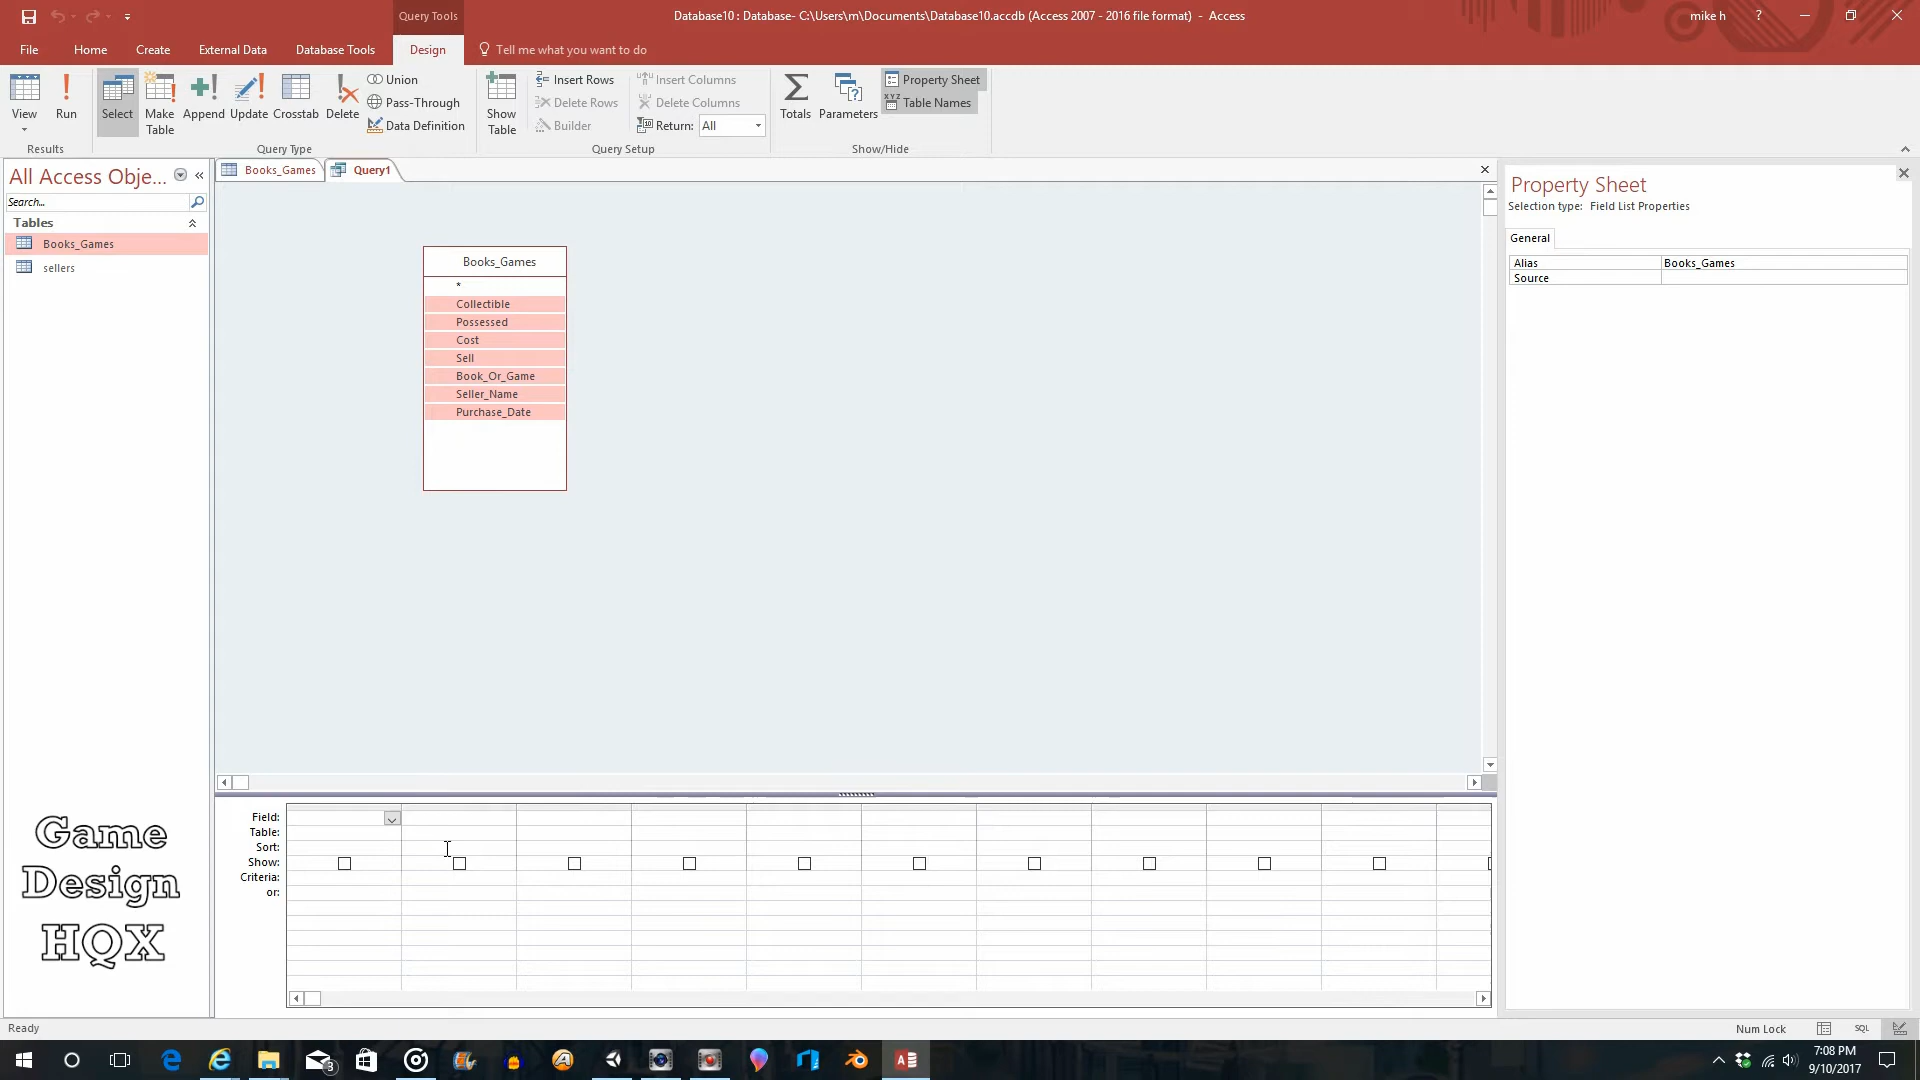 Query Tools
Database10 : Database- C:\Users\m\Documents\Database10.accdb (Access 2007 - 2016 file format) - Access
mike h
?
File
Home
Create
External Data
Database Tools
Design
Tell me what you want to do
View
Run
Select
Make
Table
Append
Update
Crosstab
Delete
Union
Pass-Through
Data Definition
Show
Table
Insert Rows
Delete Rows
Builder
Insert Columns
Delete Columns
Return: All
Totals
Parameters
Property Sheet
XYZ
Table Names
Results
Query Type
Query Setup
Show/Hide
All Access Obje...
Search...
Tables
Books_Games
sellers
Books_Games
Query1
Books_Games
*
Collectible
Possessed
Cost
Sell
Book_Or_Game
Seller_Name
Purchase_Date
Property Sheet
Selection type: Field List Properties
General
Alias Books_Games
Source
Field:
Table:
Sort:
Show:
Criteria:
or:
Game
Design
HQX
Ready
Num Lock
SQL
3
7:08 PM
9/10/2017